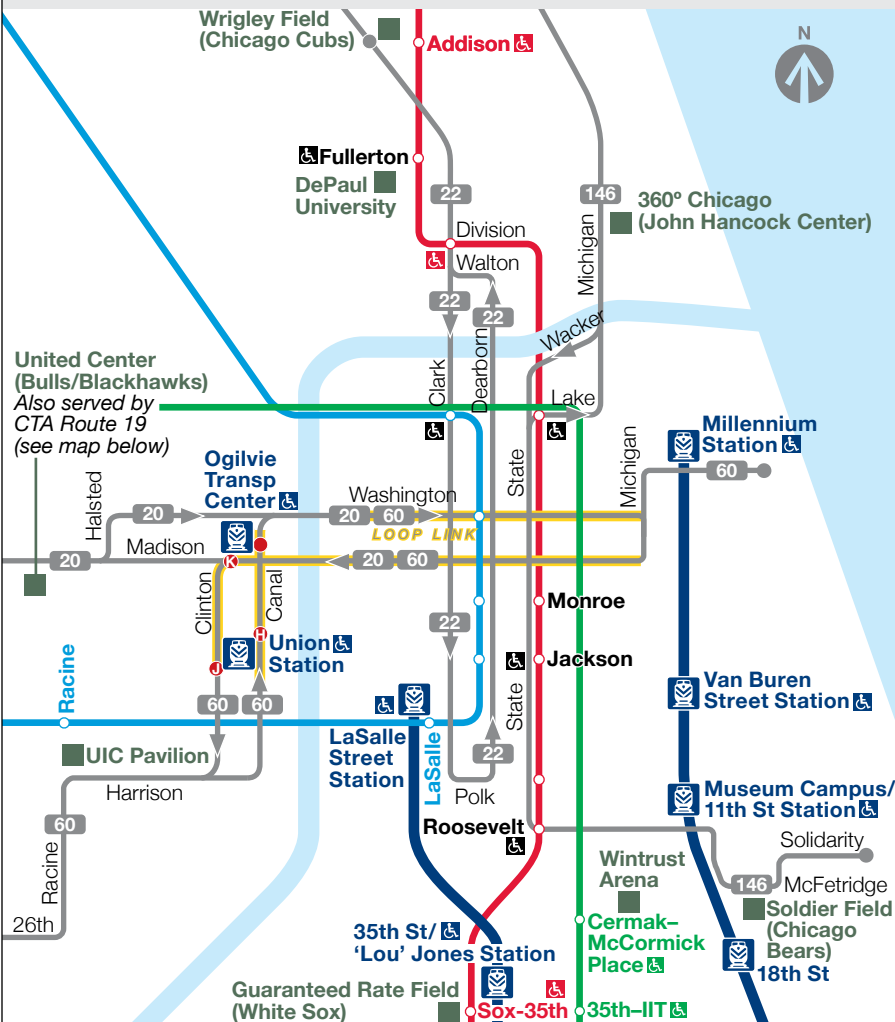 Wrigley Field
(Chicago Cubs)
Addison
N
Fullerton
DePaul
University
22
146
360º Chicago
(John Hancock Center)
Michigan
Division
Walton
22
22
Wacker
Clark
Dearborn
United Center
(Bulls/Blackhawks)
Also served by
CTA Route 19
(see map below)
Lake
Millennium
Station
60
Ogilvie
Transp
Center
State
Michigan
Halsted
20
Washington
20
60
LOOP LINK
Madison
20
K
20
60
Clinton
Canal
H
Monroe
22
Union
Station
J
Jackson
Racine
60
60
State
Van Buren
Street Station
UIC Pavilion
LaSalle
Street
Station
LaSalle
22
Harrison
Polk
Museum Campus/
11th St Station
60
Racine
Roosevelt
Solidarity
Wintrust
Arena
146
McFetridge
26th
Soldier Field
(Chicago
Bears)
35th St/
'Lou' Jones Station
Cermak–
McCormick
Place
18th St
Guaranteed Rate Field
(White Sox)
Sox-35th
35th–IIT